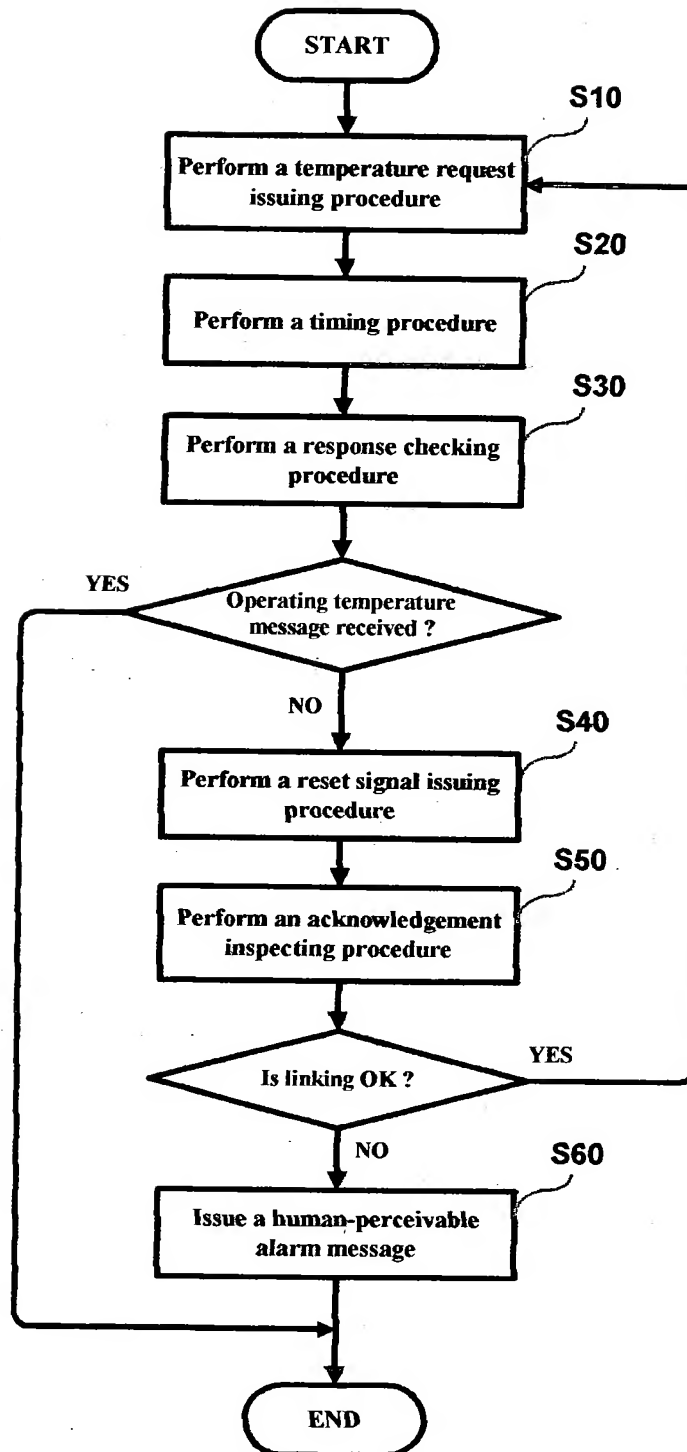 START
S10
Perform a temperature request
issuing procedure
S20
Perform a timing procedure
S30
Perform a response checking
procedure
YES
Operating temperature
message received ?
NO
S40
Perform a reset signal issuing
procedure
S50
Perform an acknowledgement
inspecting procedure
YES
Is linking OK ?
NO
S60
Issue a human-perceivable
alarm message
END